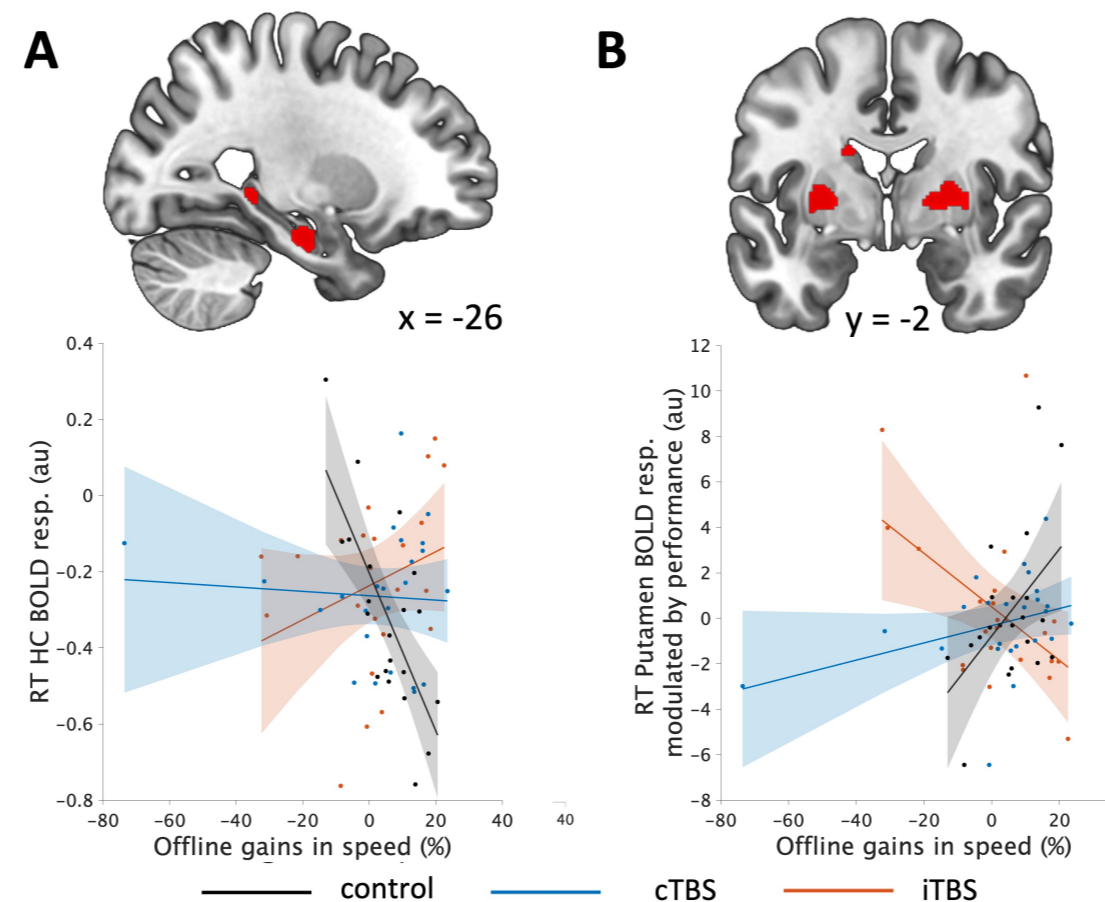 A
B
x = -26
y = -2
0.4
0.2
0
−0.2
−0.4
−0.6
−0.8
RT HC BOLD resp. (au)
−80
−60
−40
−20
0
20
40
40
Offline gains in speed (%)
12
10
8
6
4
2
0
−2
−4
−6
−8
RT Putamen BOLD resp.
modulated by performance (au)
−80
−60
−40
−20
0
20
Offline gains in speed (%)
control
cTBS
iTBS